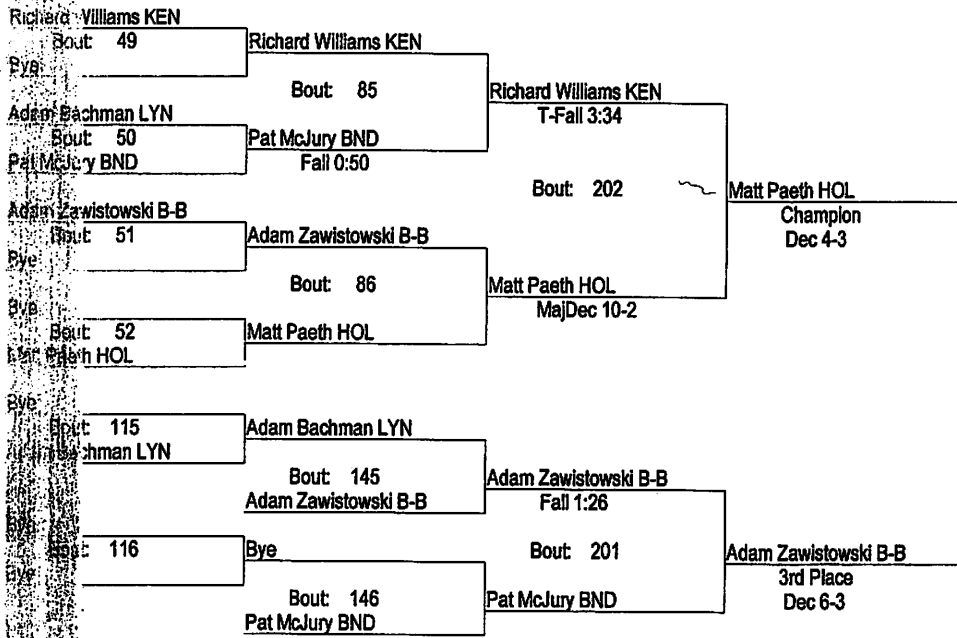 Richard Williams KEN
Bout: 49
Richard Williams KEN
Bye
Bout: 85
Richard Williams KEN
T-Fall 3:34
Adam Bachman LYN
Bout: 50
Pat McJury BND
Pat McJury BND
Fall 0:50
Bout: 202
Matt Paeth HOL
Champion
Dec 4-3
Adam Zawistowski B-B
Bout: 51
Adam Zawistowski B-B
Bye
Bout: 86
Matt Paeth HOL
MajDec 10-2
Bye
Bout: 52
Matt Paeth HOL
Matt Paeth HOL
Bye
Bout: 115
Adam Bachman LYN
Adam Bachman LYN
Bout: 145
Adam Zawistowski B-B
Fall 1:26
Adam Zawistowski B-B
Bye
Bout: 116
Bye
Bout: 201
Adam Zawistowski B-B
3rd Place
Dec 6-3
Bye
Bout: 146
Pat McJury BND
Pat McJury BND